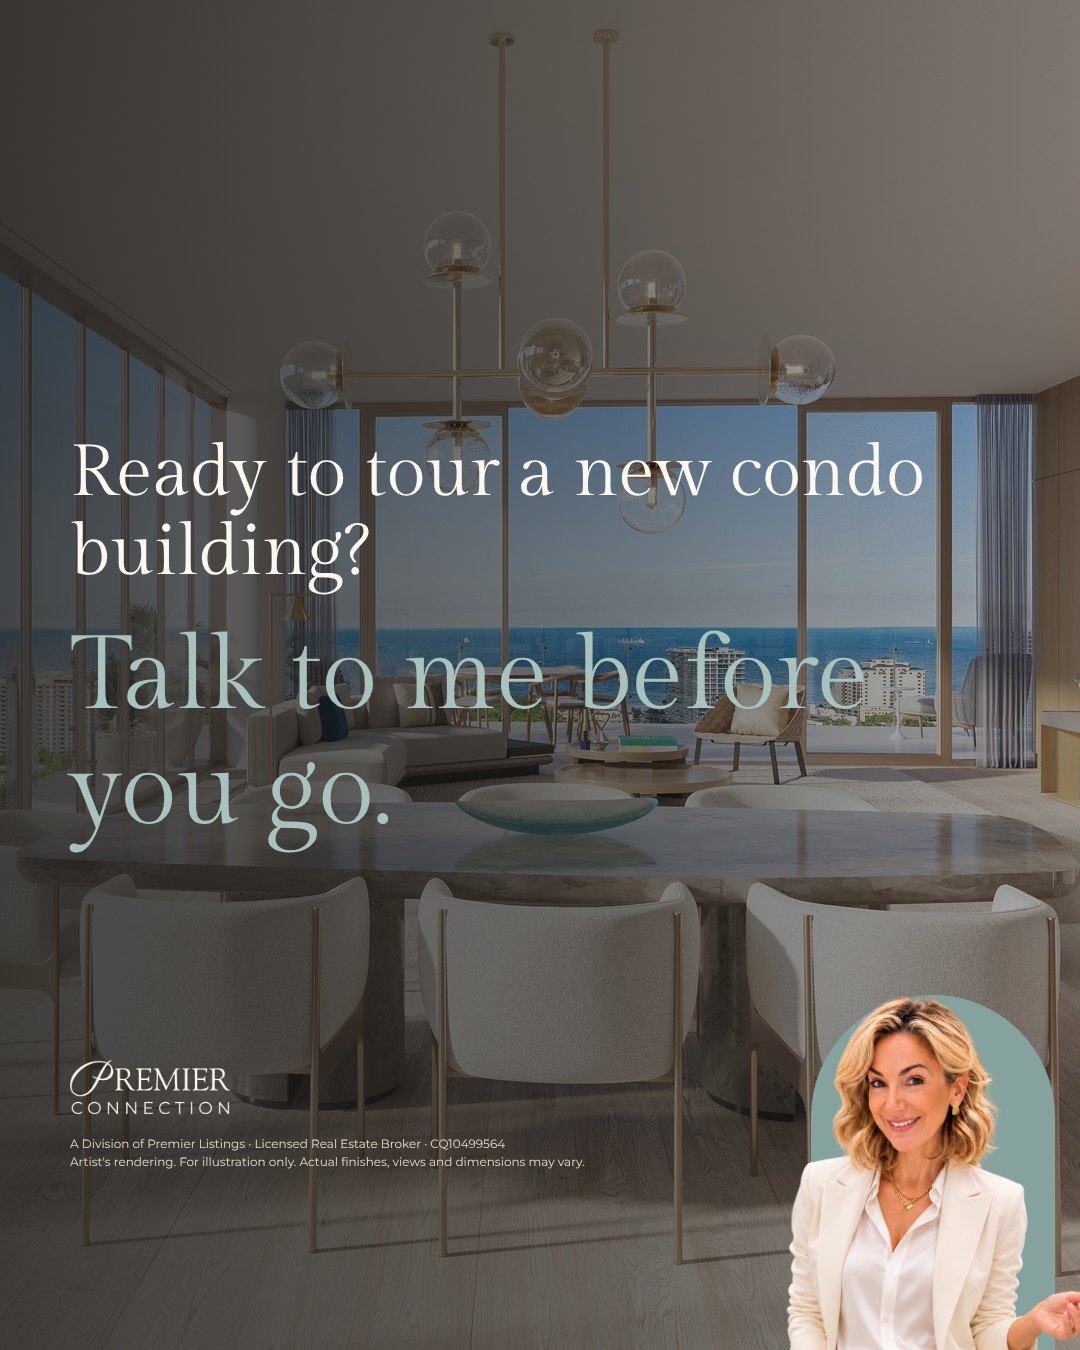 Ready to tour a new condo
building?
Talk to me before
you go.
PREMIER
CONNECTION
A Division of Premier Listings · Licensed Real Estate Broker · CQ10499564
Artist's rendering. For illustration only. Actual finishes, views and dimensions may vary.